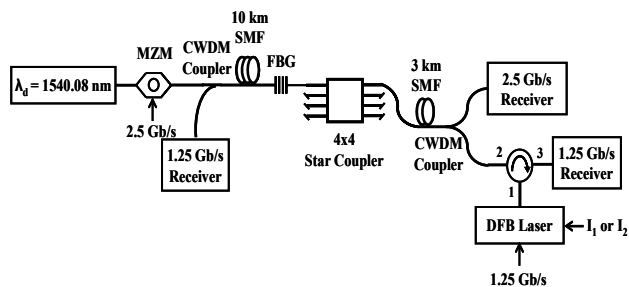 λd = 1540.08 nm
MZM
2.5 Gb/s
CWDM
Coupler
10 km
SMF
FBG
1.25 Gb/s
Receiver
4x4
Star Coupler
3 km
SMF
CWDM
Coupler
2.5 Gb/s
Receiver
2
3
1
1.25 Gb/s
Receiver
DFB Laser
I1 or I2
1.25 Gb/s